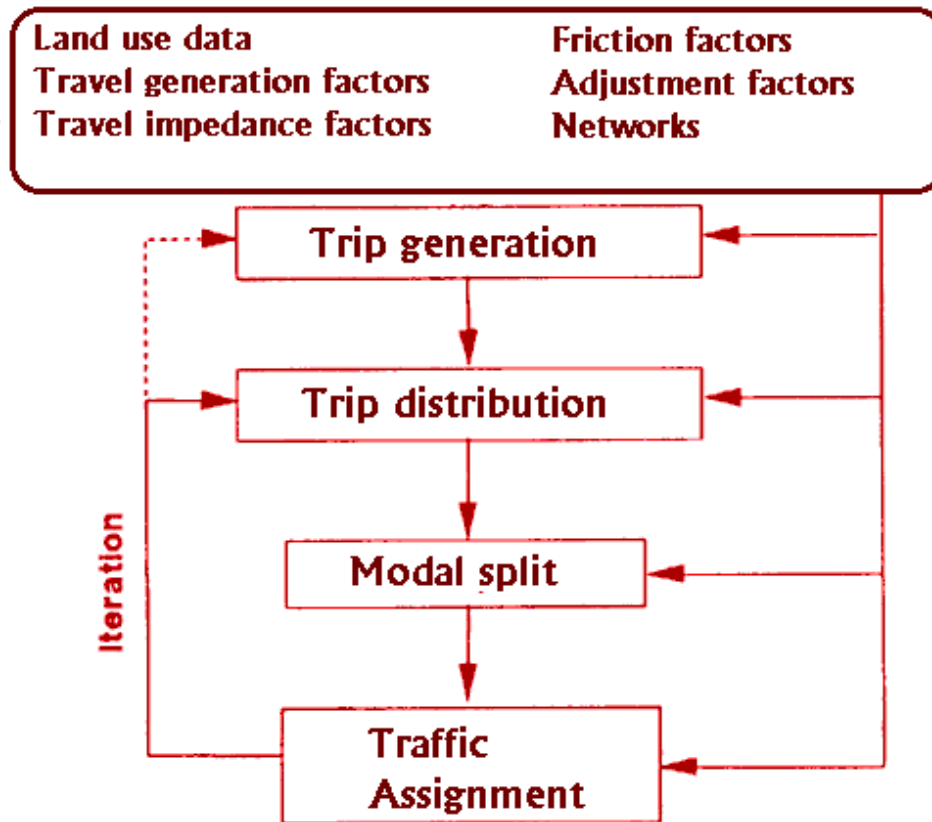 Land use data
Travel generation factors
Travel impedance factors
Friction factors
Adjustment factors
Networks
Trip generation
Trip distribution
Modal split
Traffic
Assignment
Iteration